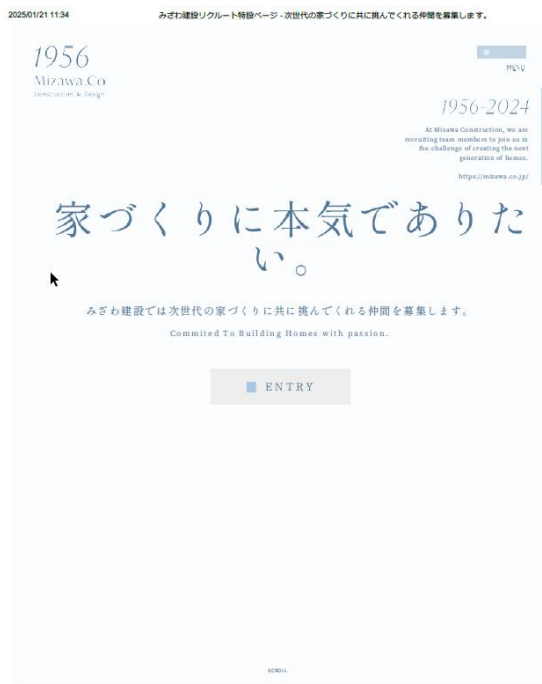 2025/01/21 11:34
みざわ建設リクルート特設ページ - 次世代の家づくりに共に挑んでくれる仲間を募集します。
1956
Mizawa.Co
Construction & Design
MENU
1956-2024
At Misawa Construction, we are
recruiting team members to join us in
the challenge of creating the next
generation of homes.
https://mizawa.co.jp/
家づくりに本気でありた
い。
みざわ建設では次世代の家づくりに共に挑んでくれる仲間を募集します。
Commited To Building Homes with passion.
ENTRY
SCROLL